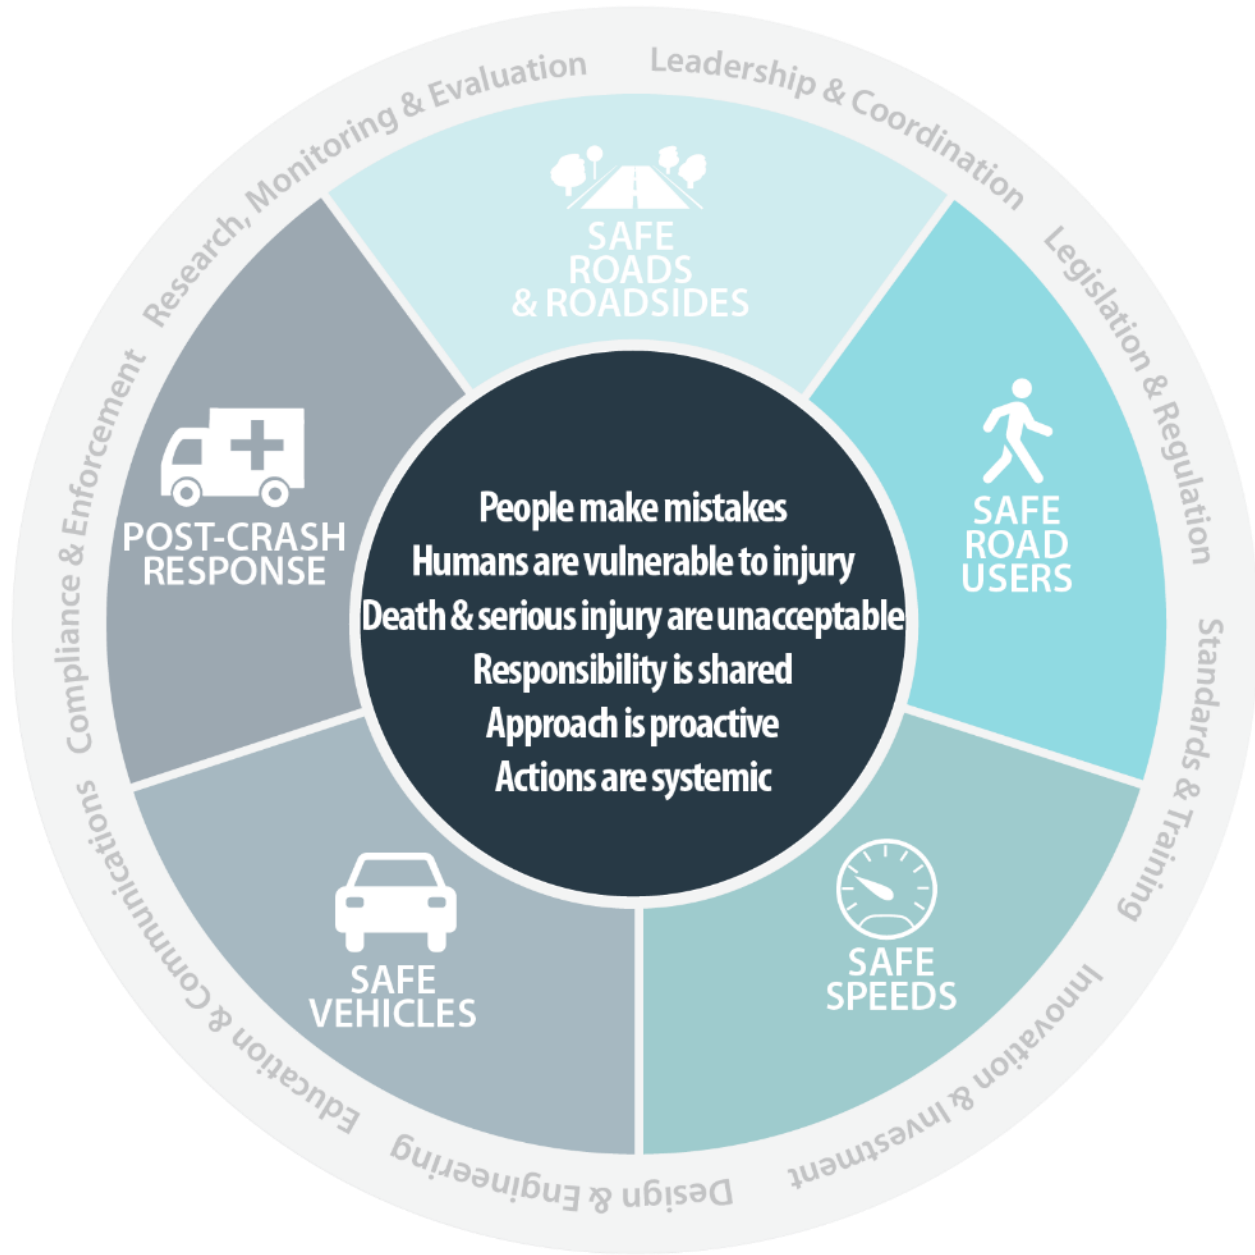 Leadership & Coordination
Legislation & Regulation
Standards & Training
Innovation & Investment
Design & Engineering
Education & Communications
Compliance & Enforcement
Research, Monitoring & Evaluation
SAFE
ROADS
& ROADSIDES
SAFE
ROAD
USERS
SAFE
SPEEDS
SAFE
VEHICLES
POST-CRASH
RESPONSE
People make mistakes
Humans are vulnerable to injury
Death & serious injury are unacceptable
Responsibility is shared
Approach is proactive
Actions are systemic